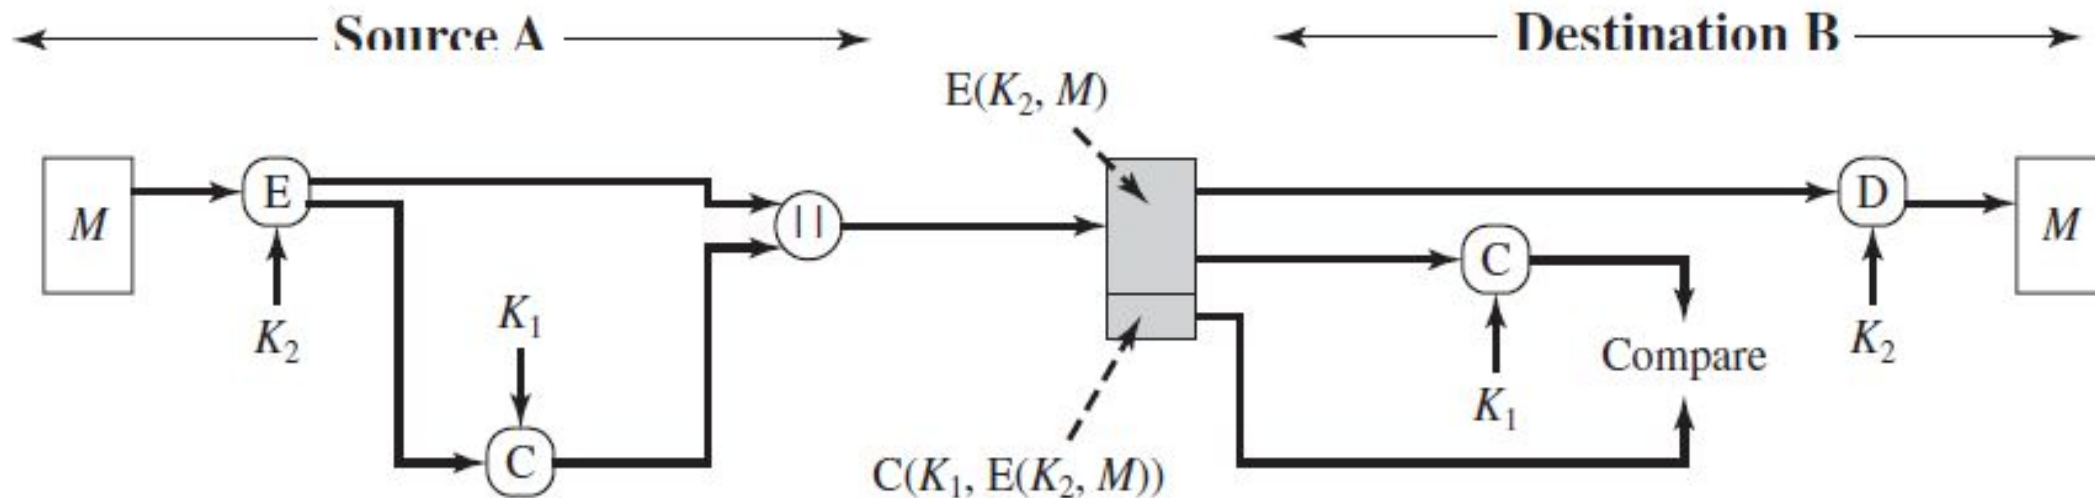 Source A Destination B
E(K₂, M)
M E || D M
C
K₂ K₁ Compare K₂
K₁
C
C(K₁, E(K₂, M))